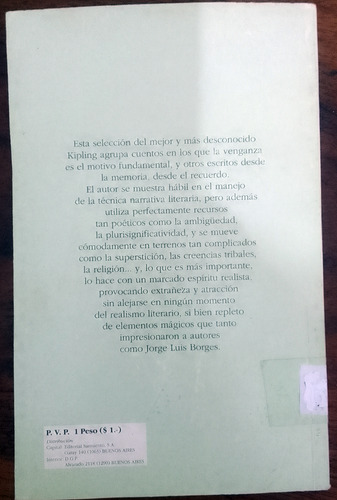 Esta selección del mejor y más desconocido
Kipling agrupa cuentos en los que la venganza
es el motivo fundamental, y otros escritos desde
la memoria, desde el recuerdo.
El autor se muestra hábil en el manejo
de la técnica narrativa literaria, pero además
utiliza perfectamente recursos
tan poéticos como la ambigüedad,
la plurisignificatividad, y se mueve
cómodamente en terrenos tan complicados
como la superstición, las creencias tribales,
la religión... y, lo que es más importante,
lo hace con un marcado espíritu realista,
provocando extrañeza y atracción
sin alejarse en ningún momento
del realismo literario, si bien repleto
de elementos mágicos que tanto
impresionaron a autores
como Jorge Luis Borges.
P. V. P. 1 Peso ($ 1.-)
Distribución:
Capital:
BUENOS AIRES
Interior: D.G.P.
Alvarado BUENOS AIRES